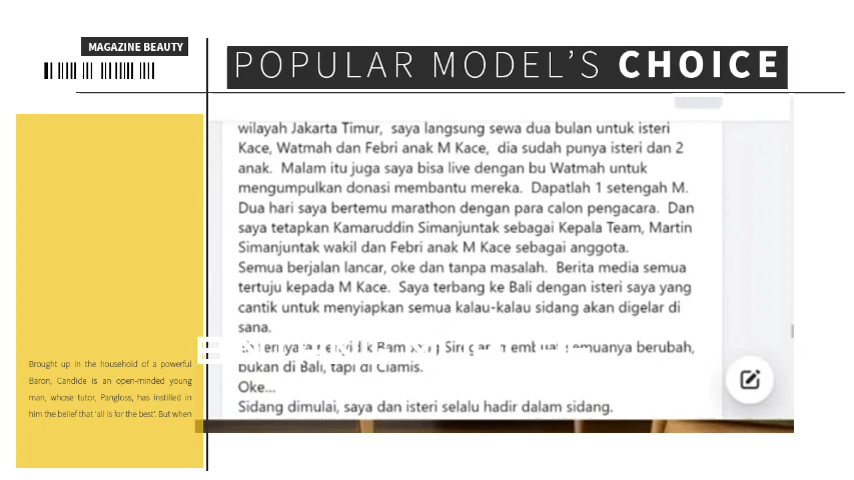 MAGAZINE BEAUTY
POPULAR MODEL'S CHOICE
wilayah Jakarta Timur, saya langsung sewa dua bulan untuk isteri
Kace, Watmah dan Febri anak M Kace, dia sudah punya isteri dan 2
anak. Malam itu juga saya bisa live dengan bu Watmah untuk
mengumpulkan donasi membantu mereka. Dapatlah 1 setengah M.
Dua hari saya bertemu marathon dengan para calon pengacara. Dan
saya tetapkan Kamaruddin Simanjuntak sebagai Kepala Team, Martin
Simanjuntak wakil dan Febri anak M Kace sebagai anggota.
Semua berjalan lancar, oke dan tanpa masalah. Berita media semua
tertuju kepada M Kace. Saya terbang ke Bali dengan isteri saya yang
cantik untuk menyiapkan semua kalau-kalau sidang akan digelar di
sana.
berubah,
bukan di Bali, tapi di Ciamis.
Oke...
Sidang dimulai, saya dan isteri selalu hadir dalam sidang.
Brought up in the household of a powerful
Baron, Candide is an open-minded young
man, whose tutor, Pangloss, has instilled in
him the belief that 'all is for the best'. But when